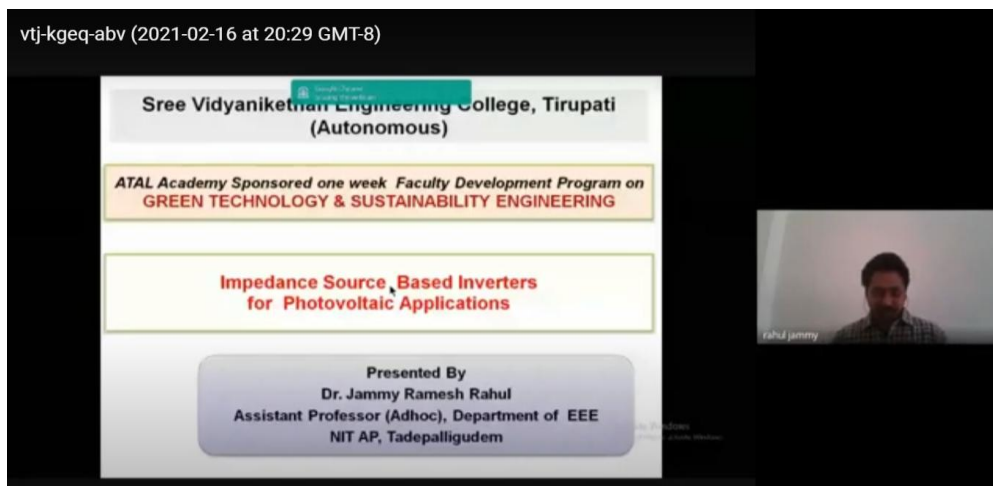 vtj-kgeq-abv (2021-02-16 at 20:29 GMT-8)
Sree Vidyanikethan Engineering College, Tirupati
(Autonomous)
ATAL Academy Sponsored one week Faculty Development Program on
GREEN TECHNOLOGY & SUSTAINABILITY ENGINEERING
Impedance Source Based Inverters
for Photovoltaic Applications
Presented By
Dr. Jammy Ramesh Rahul
Assistant Professor (Adhoc), Department of EEE
NIT AP, Tadepalligudem
rahul jammy